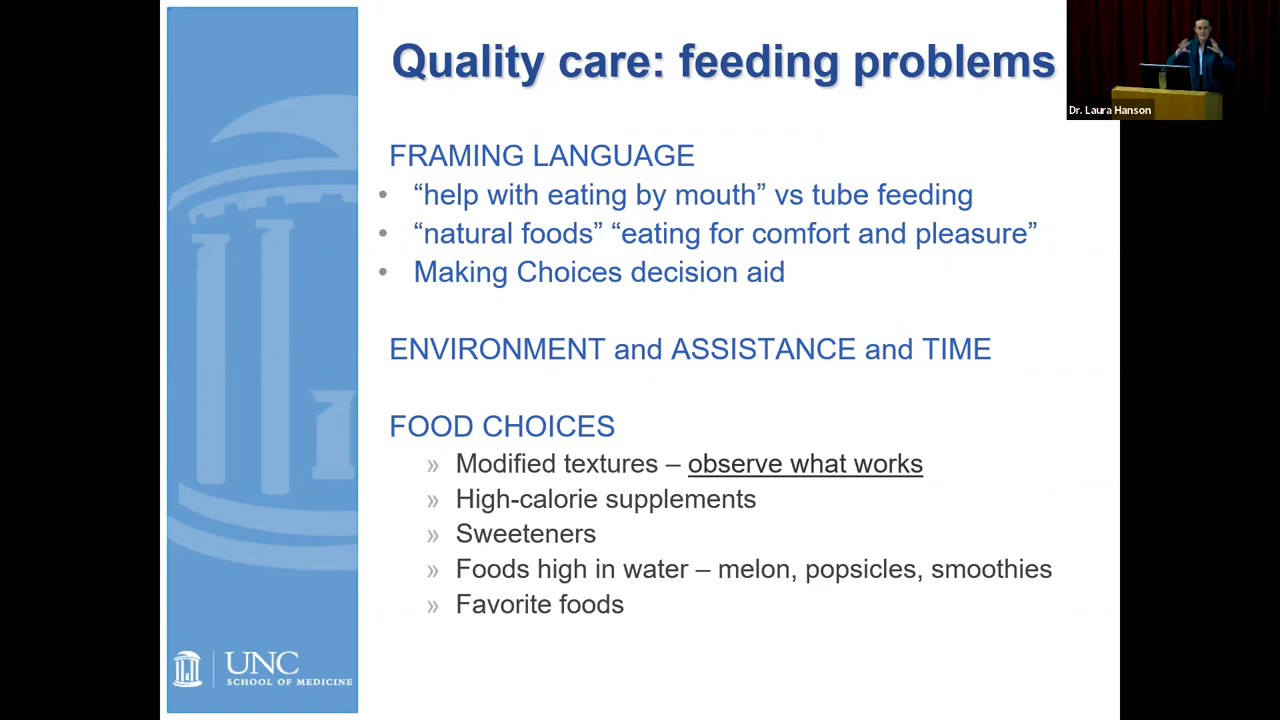 Quality care: feeding problems
Dr. Laura Hanson
FRAMING LANGUAGE
• “help with eating by mouth” vs tube feeding
• “natural foods” “eating for comfort and pleasure”
• Making Choices decision aid
ENVIRONMENT and ASSISTANCE and TIME
FOOD CHOICES
» Modified textures – observe what works
» High-calorie supplements
» Sweeteners
» Foods high in water – melon, popsicles, smoothies
» Favorite foods
UNC
SCHOOL OF MEDICINE